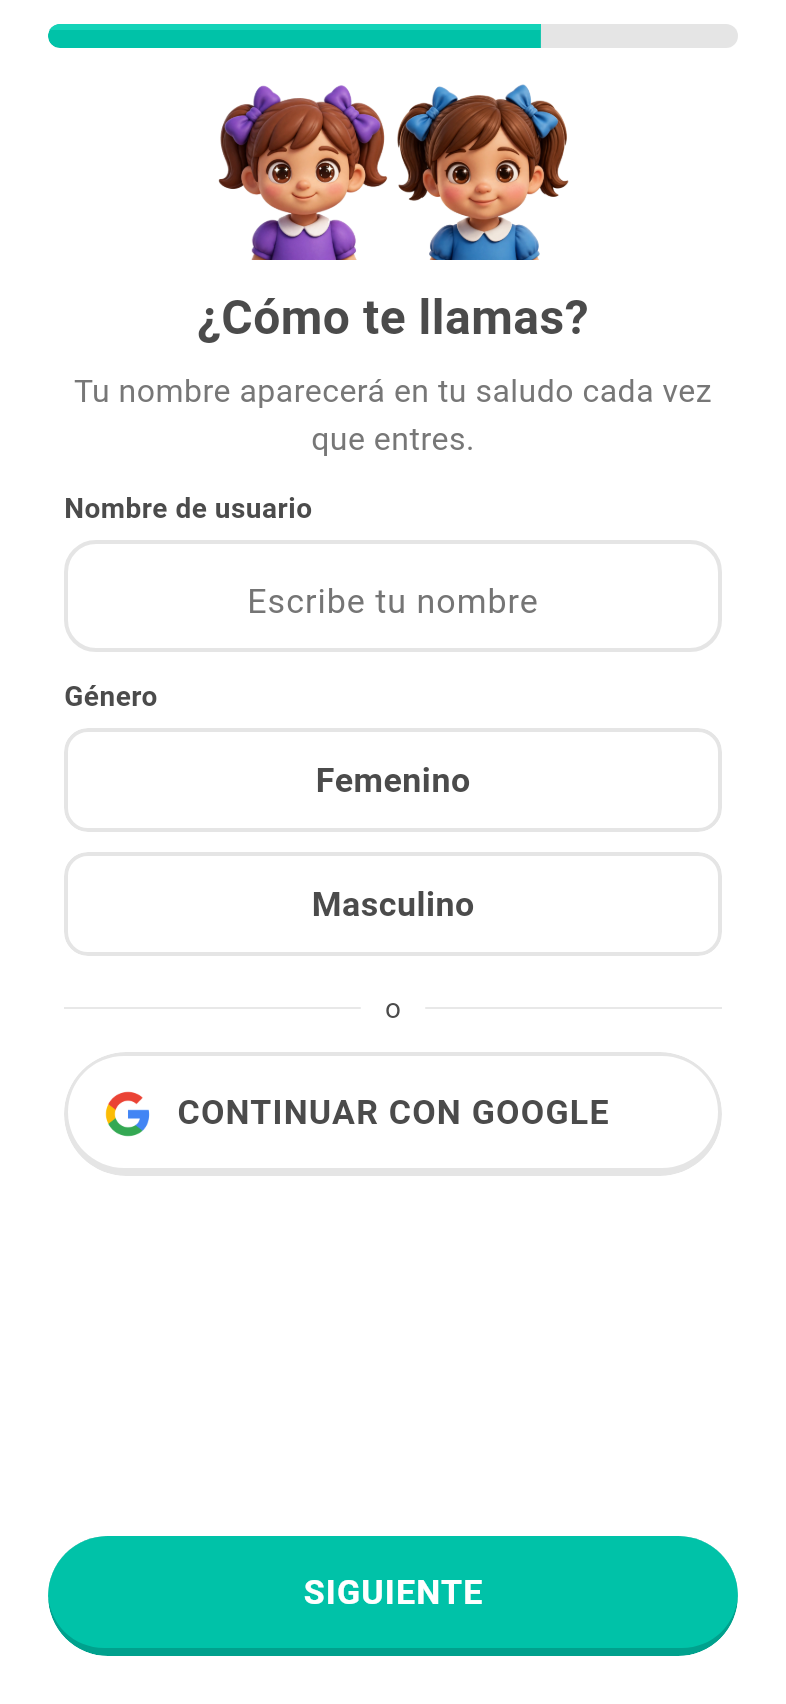 ¿Cómo te llamas?
Tu nombre aparecerá en tu saludo cada vez
que entres.
Nombre de usuario
Escribe tu nombre
Género
Femenino
Masculino
o
CONTINUAR CON GOOGLE
SIGUIENTE